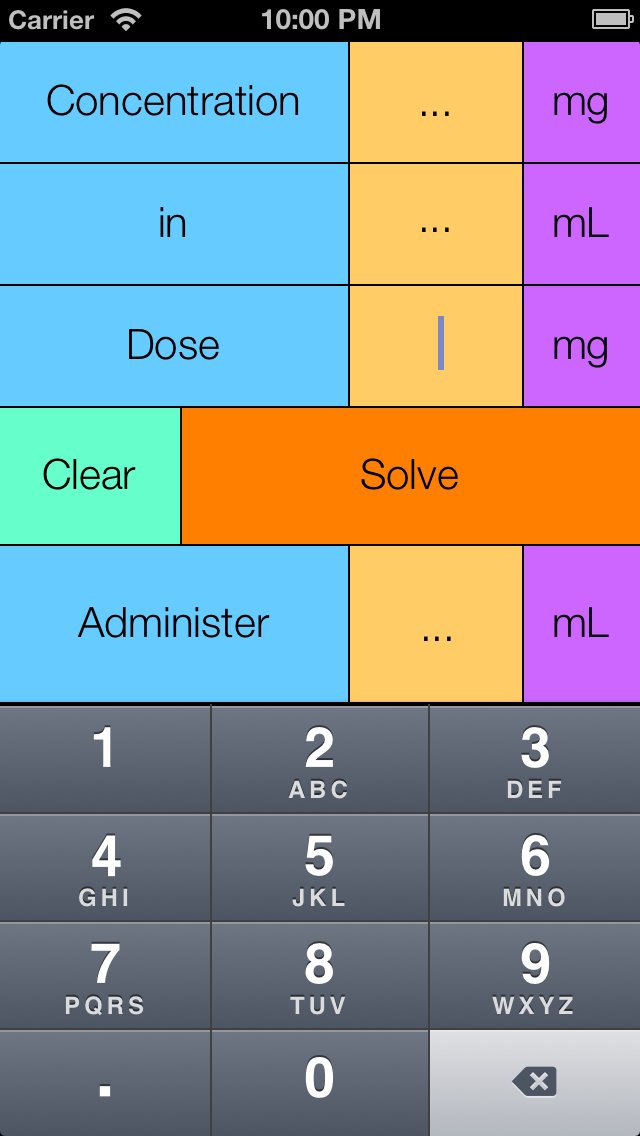 Carrier 10:00 PM
Concentration ... mg
in ... mL
Dose mg
Clear Solve
Administer ... mL
1 2 3
ABC DEF
4 5 6
GHI JKL MNO
7 8 9
PQRS TUV WXYZ
. 0